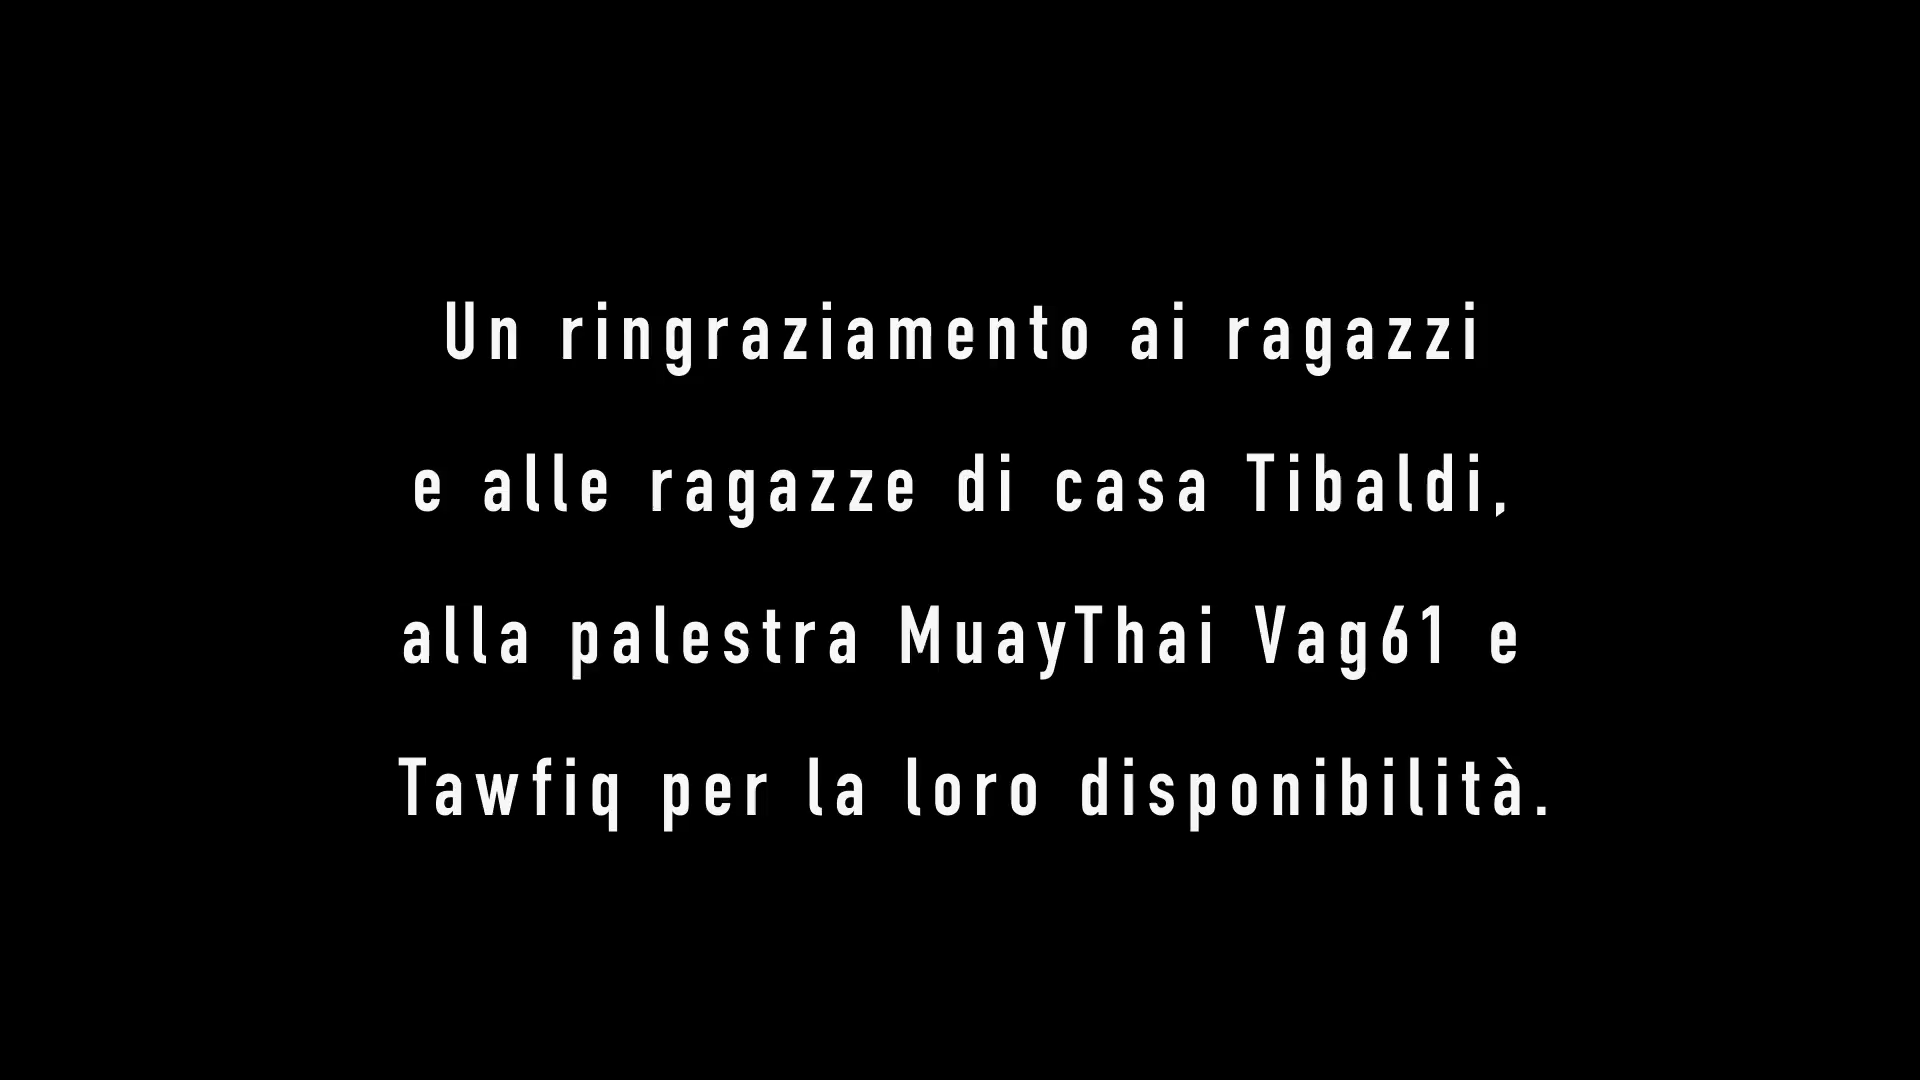 Un ringraziamento ai ragazzi
e alle ragazze di casa Tibaldi,
alla palestra MuayThai Vag61 e
Tawfiq per la loro disponibilità.